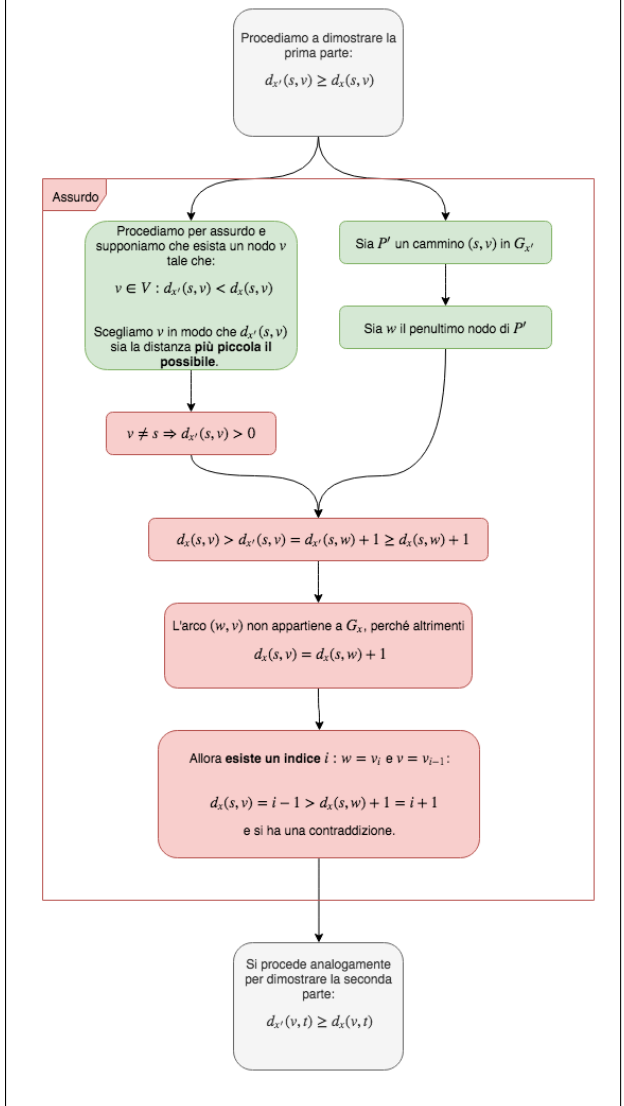 Procediamo a dimostrare la
prima parte:
d_{x'}(s, v) ≥ d_x(s, v)
Assurdo
Procediamo per assurdo e
supponiamo che esista un nodo v
tale che:
v ∈ V : d_{x'}(s, v) < d_x(s, v)
Scegliamo v in modo che d_{x'}(s, v)
sia la distanza più piccola il
possibile.
Sia P' un cammino (s, v) in G_{x'}
Sia w il penultimo nodo di P'
v ≠ s ⇒ d_{x'}(s, v) > 0
d_x(s, v) > d_{x'}(s, v) = d_{x'}(s, w) + 1 ≥ d_x(s, w) + 1
L'arco (w, v) non appartiene a G_x, perché altrimenti
d_x(s, v) = d_x(s, w) + 1
Allora esiste un indice i : w = v_i e v = v_{i−1}:
d_x(s, v) = i − 1 > d_x(s, w) + 1 = i + 1
e si ha una contraddizione.
Si procede analogamente
per dimostrare la seconda
parte:
d_{x'}(v, t) ≥ d_x(v, t)